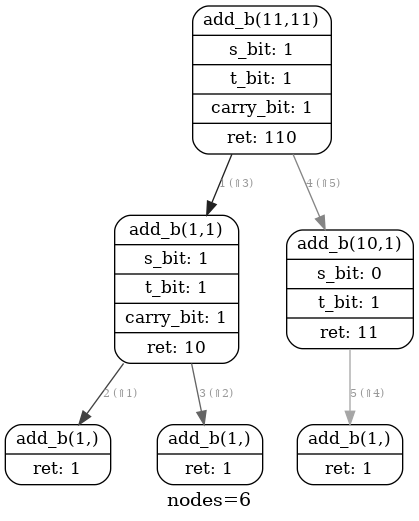 add_b(11,11)
s_bit: 1
t_bit: 1
carry_bit: 1
ret: 110
1 (⇑3)
4 (⇑5)
add_b(1,1)
s_bit: 1
t_bit: 1
carry_bit: 1
ret: 10
add_b(10,1)
s_bit: 0
t_bit: 1
ret: 11
2 (⇑1)
3 (⇑2)
5 (⇑4)
add_b(1,)
ret: 1
add_b(1,)
ret: 1
add_b(1,)
ret: 1
nodes=6